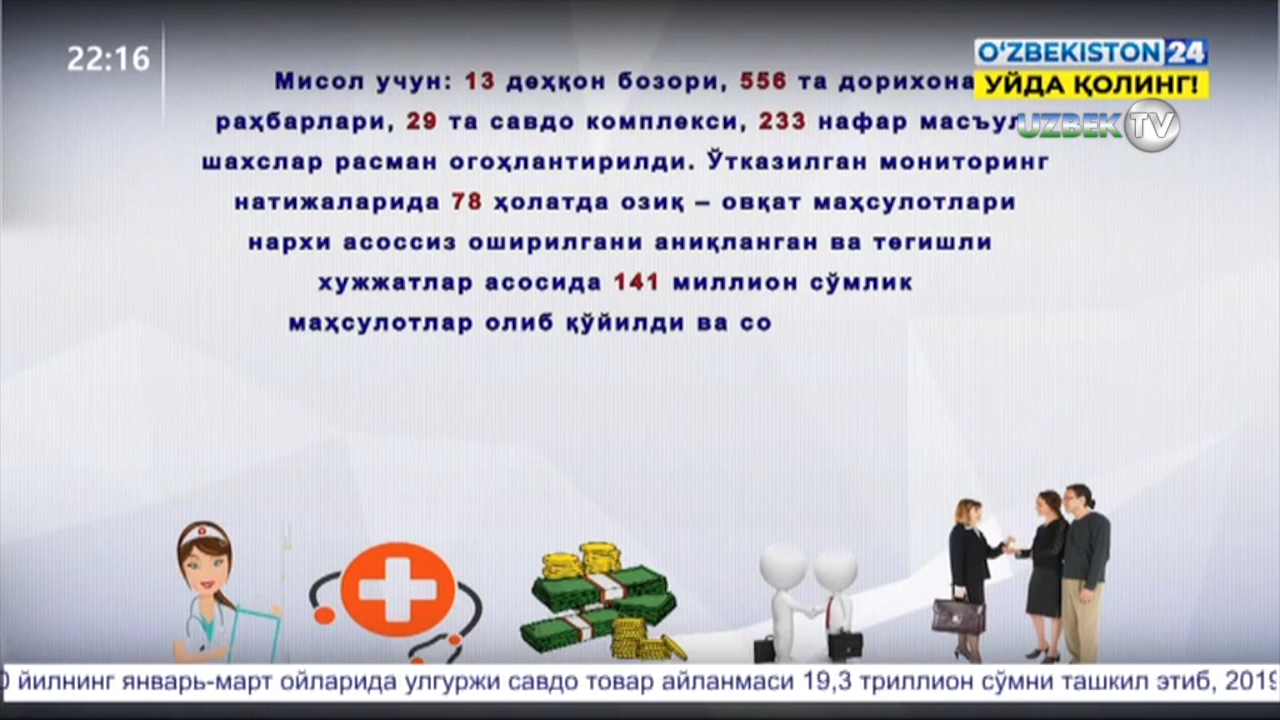 22:16
O‘ZBEKISTON 24
УЙДА ҚОЛИНГ!
UZBEK TV
Мисол учун: 13 деҳқон бозори, 556 та дорихона
раҳбарлари, 29 та савдо комплекси, 233 нафар масъул
шахслар расман огоҳлантирилди. Ўтказилган мониторинг
натижаларида 78 ҳолатда озиқ – овқат маҳсулотлари
нархи асоссиз оширилгани аниқланган ва тегишли
хужжатлар асосида 141 миллион сўмлик
маҳсулотлар олиб қўйилди ва со
0 йилнинг январь-март ойларида улгуржи савдо товар айланмаси 19,3 триллион сўмни ташкил этиб, 2019